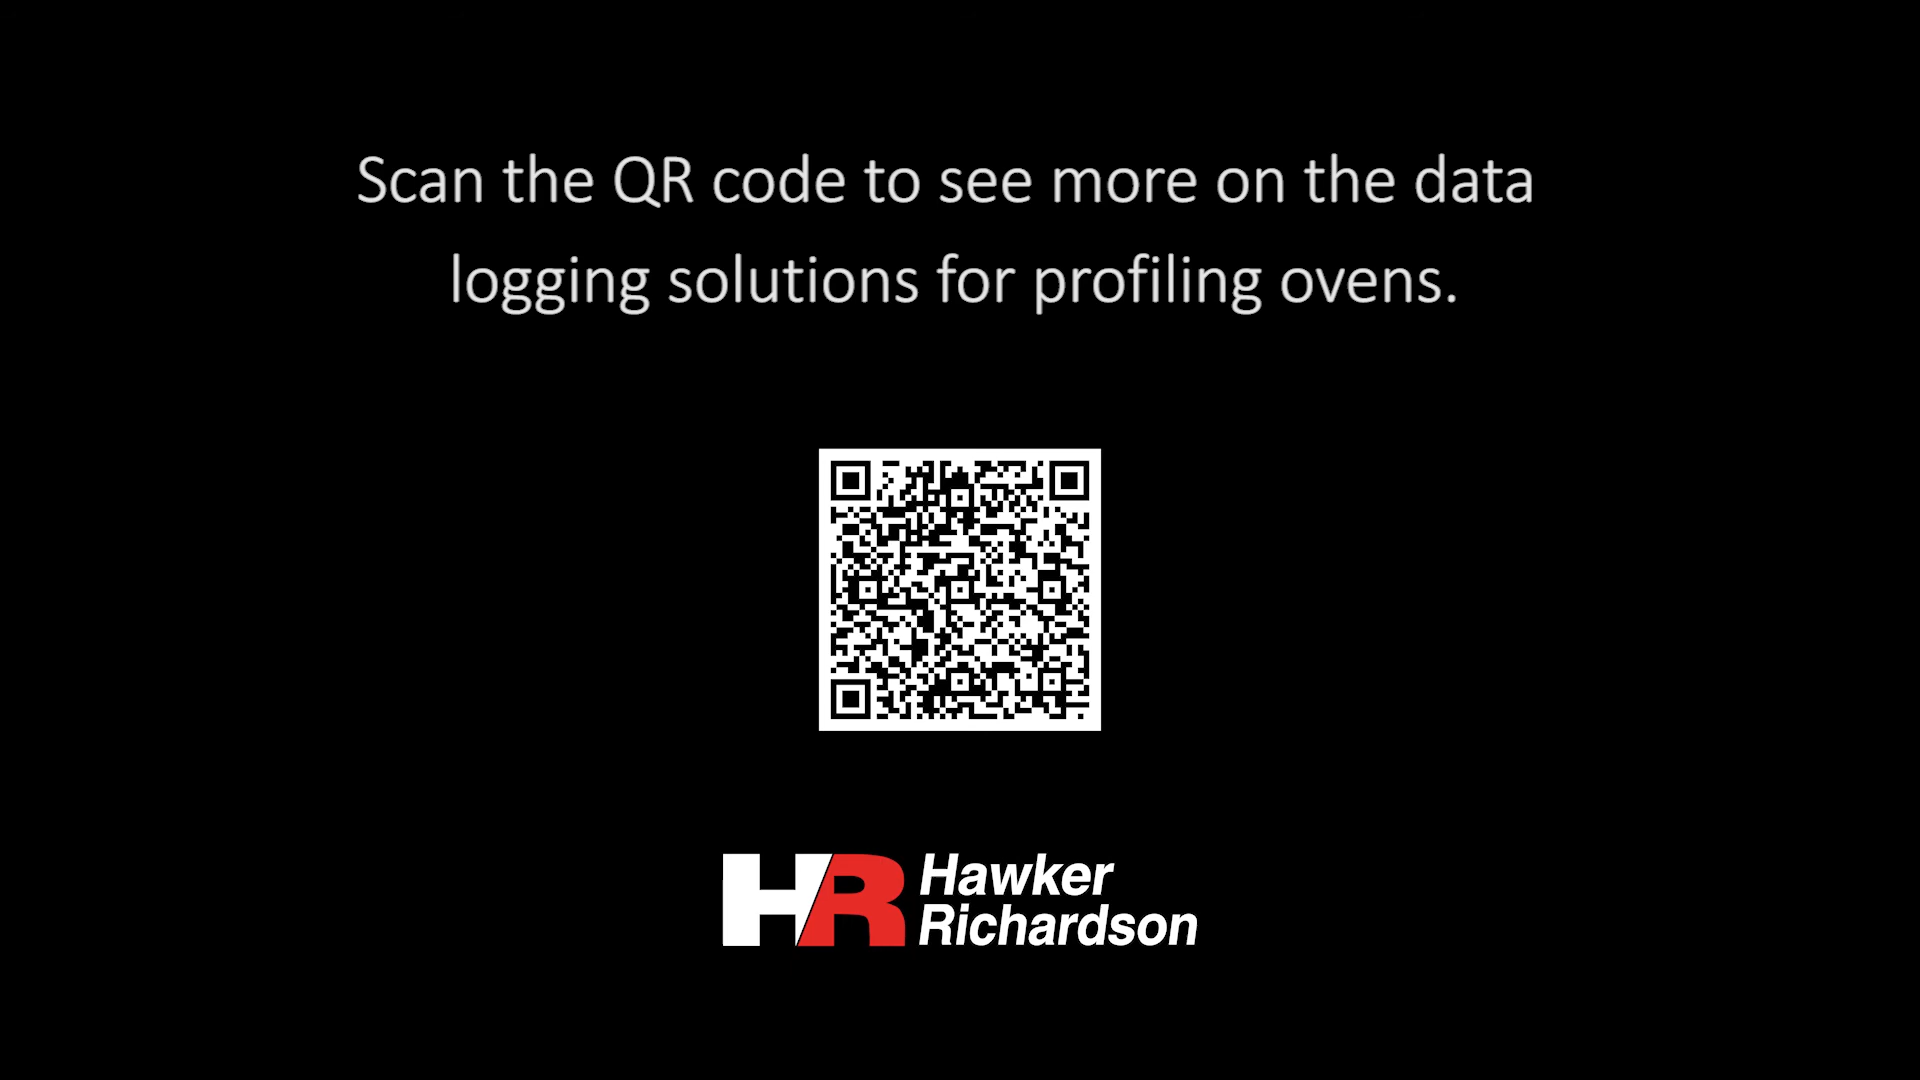 Scan the QR code to see more on the data
logging solutions for profiling ovens.
HR
Hawker
Richardson